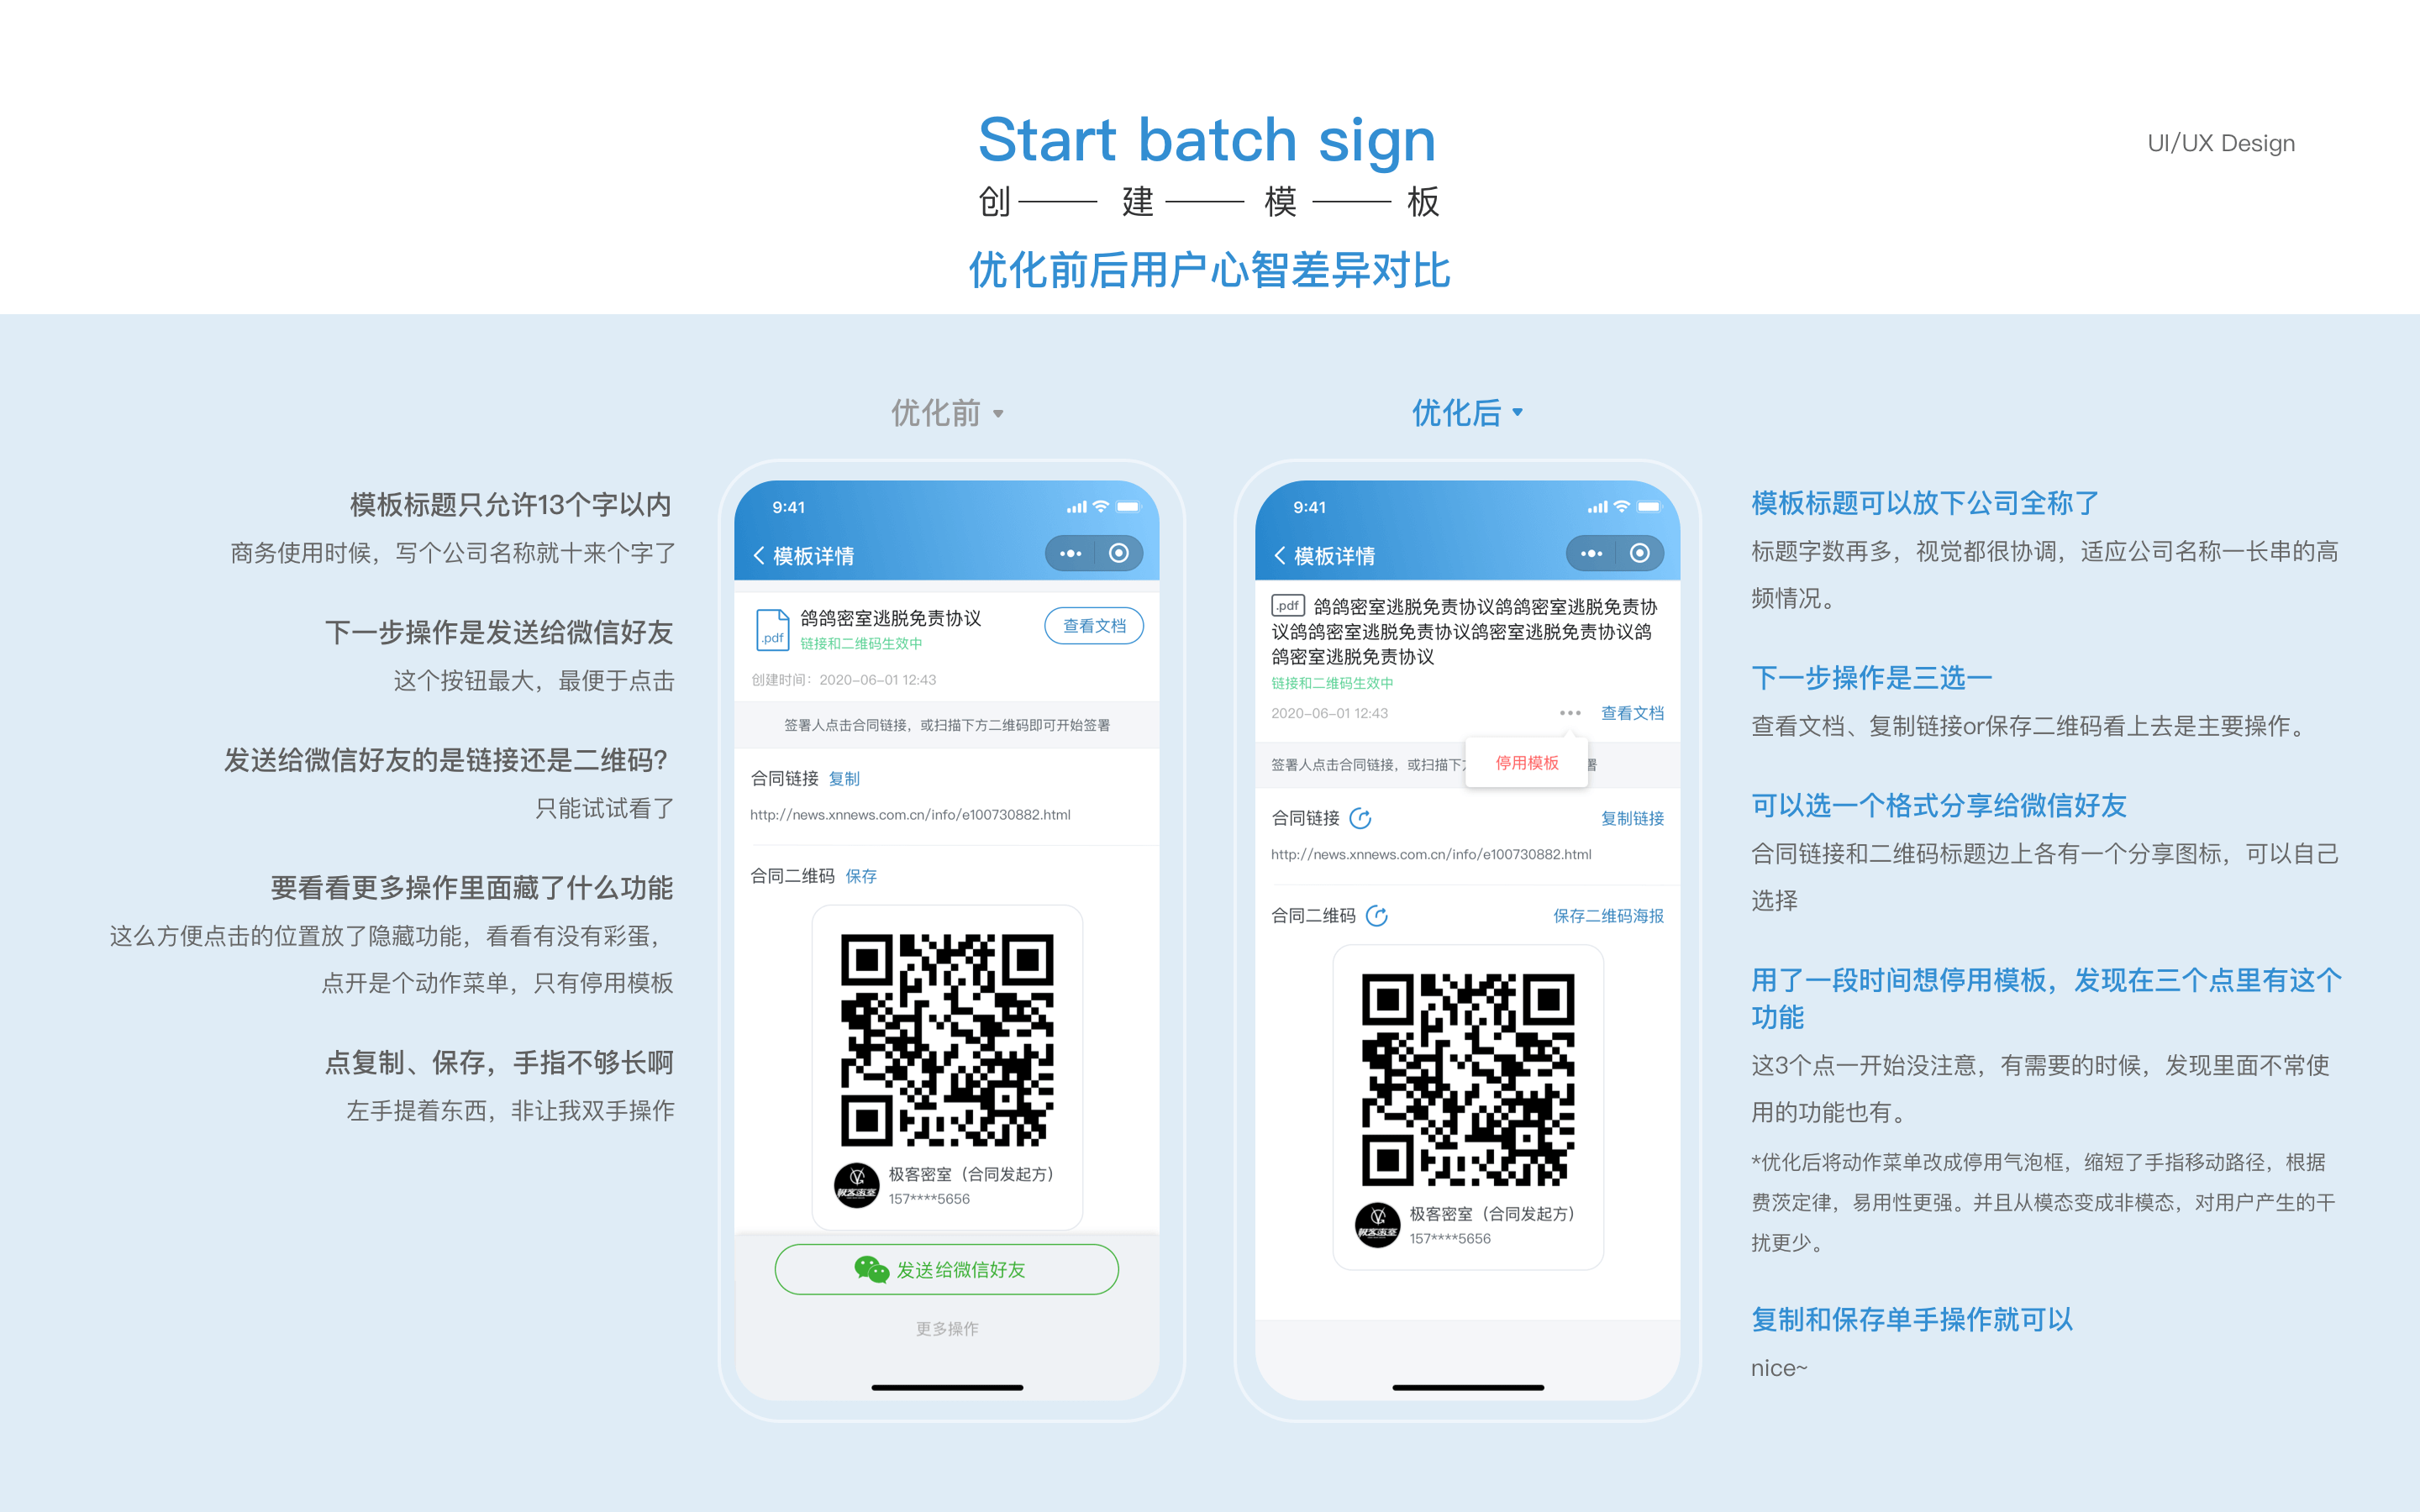 Start batch sign
UI/UX Design
创 建 模 板
优化前后用户心智差异对比
优化前
优化后
模板标题只允许13个字以内
商务使用时候，写个公司名称就十来个字了
下一步操作是发送给微信好友
这个按钮最大，最便于点击
发送给微信好友的是链接还是二维码？
只能试试看了
要看看更多操作里面藏了什么功能
这么方便点击的位置放了隐藏功能，看看有没有彩蛋，
点开是个动作菜单，只有停用模板
点复制、保存，手指不够长啊
左手提着东西，非让我双手操作
9:41
模板详情
.pdf
鸽鸽密室逃脱免责协议
链接和二维码生效中
查看文档
创建时间：2020-06-01 12:43
签署人点击合同链接，或扫描下方二维码即可开始签署
合同链接 复制
http://news.xnnews.com.cn/info/e100730882.html
合同二维码 保存
极客密室
极客密室（合同发起方）
157****5656
发送给微信好友
更多操作
9:41
模板详情
.pdf 鸽鸽密室逃脱免责协议鸽鸽密室逃脱免责协
议鸽鸽密室逃脱免责协议鸽密室逃脱免责协议鸽
鸽密室逃脱免责协议
链接和二维码生效中
2020-06-01 12:43
查看文档
签署人点击合同链接，或扫描下 署
停用模板
合同链接
复制链接
http://news.xnnews.com.cn/info/e100730882.html
合同二维码
保存二维码海报
极客密室
极客密室（合同发起方）
157****5656
模板标题可以放下公司全称了
标题字数再多，视觉都很协调，适应公司名称一长串的高
频情况。
下一步操作是三选一
查看文档、复制链接or保存二维码看上去是主要操作。
可以选一个格式分享给微信好友
合同链接和二维码标题边上各有一个分享图标，可以自己
选择
用了一段时间想停用模板，发现在三个点里有这个
功能
这3个点一开始没注意，有需要的时候，发现里面不常使
用的功能也有。
*优化后将动作菜单改成停用气泡框，缩短了手指移动路径，根据
费茨定律，易用性更强。并且从模态变成非模态，对用户产生的干
扰更少。
复制和保存单手操作就可以
nice~